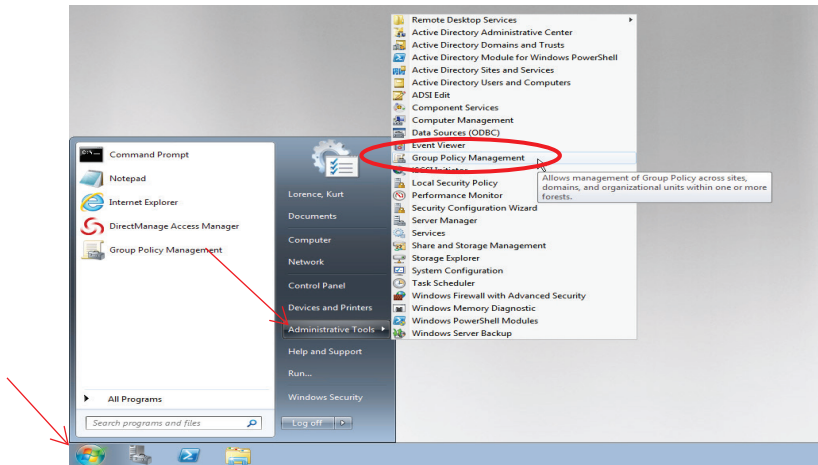 Remote Desktop Services
Active Directory Administrative Center
Active Directory Domains and Trusts
Active Directory Module for Windows PowerShell
Active Directory Sites and Services
Active Directory Users and Computers
ADSI Edit
Component Services
Computer Management
Data Sources (ODBC)
Event Viewer
Group Policy Management
iSCSI Initiator
Local Security Policy
Performance Monitor
Security Configuration Wizard
Server Manager
Services
Share and Storage Management
Storage Explorer
System Configuration
Task Scheduler
Windows Firewall with Advanced Security
Windows Memory Diagnostic
Windows PowerShell Modules
Windows Server Backup
Allows management of Group Policy across sites,
domains, and organizational units within one or more
forests.
Command Prompt
Notepad
Internet Explorer
DirectManage Access Manager
Group Policy Management
All Programs
Search programs and files
Lorence, Kurt
Documents
Computer
Network
Control Panel
Devices and Printers
Administrative Tools
Help and Support
Run...
Windows Security
Log off